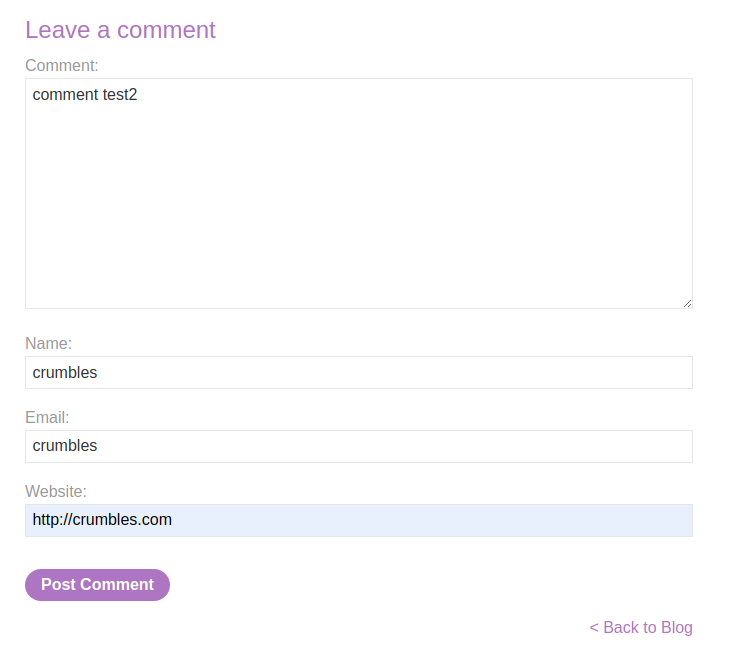 Leave a comment
Comment:
comment test2
Name:
crumbles
Email:
crumbles
Website:
http://crumbles.com
Post Comment
< Back to Blog